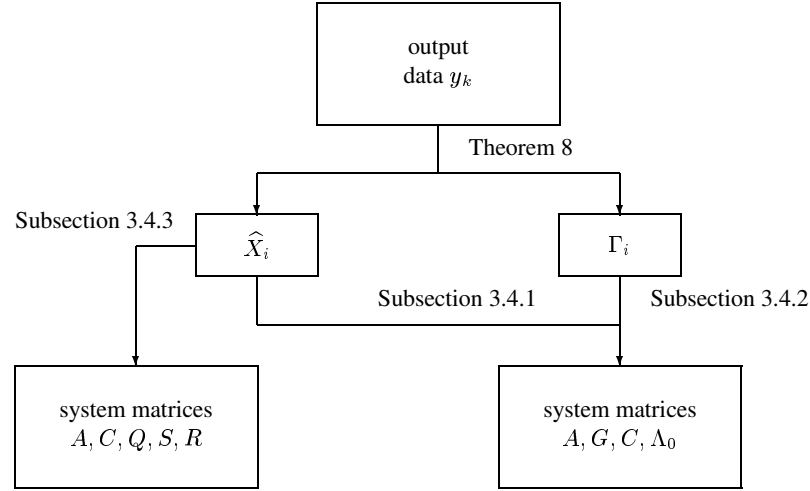 output
data y_k
Theorem 8
Subsection 3.4.3
X̂_i
Γ_i
Subsection 3.4.1
Subsection 3.4.2
system matrices
A, C, Q, S, R
system matrices
A, G, C, Λ_0